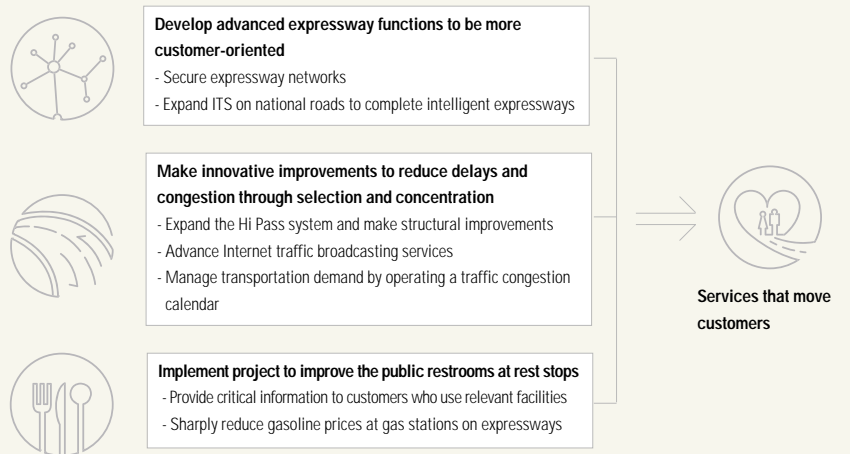 Develop advanced expressway functions to be more
customer-oriented
- Secure expressway networks
- Expand ITS on national roads to complete intelligent expressways
Make innovative improvements to reduce delays and
congestion through selection and concentration
- Expand the Hi Pass system and make structural improvements
- Advance Internet traffic broadcasting services
- Manage transportation demand by operating a traffic congestion
calendar
Services that move
customers
Implement project to improve the public restrooms at rest stops
- Provide critical information to customers who use relevant facilities
- Sharply reduce gasoline prices at gas stations on expressways